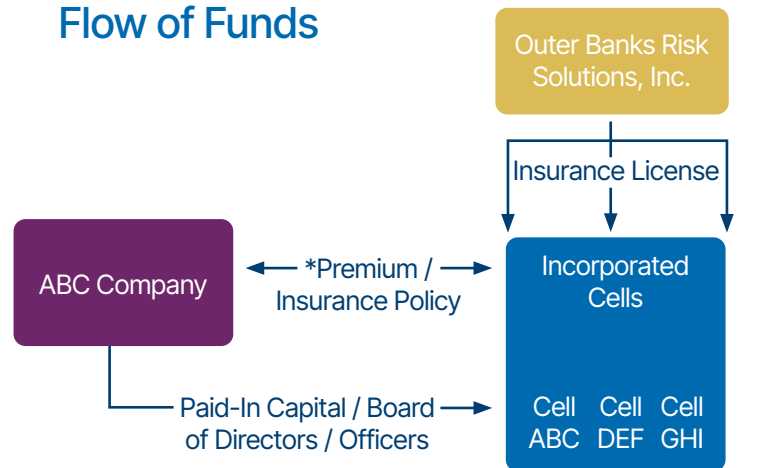 Flow of Funds
Outer Banks Risk
Solutions, Inc.
Insurance License
ABC Company
*Premium /
Insurance Policy
Incorporated
Cells
Paid-In Capital / Board
of Directors / Officers
Cell Cell Cell
ABC DEF GHI